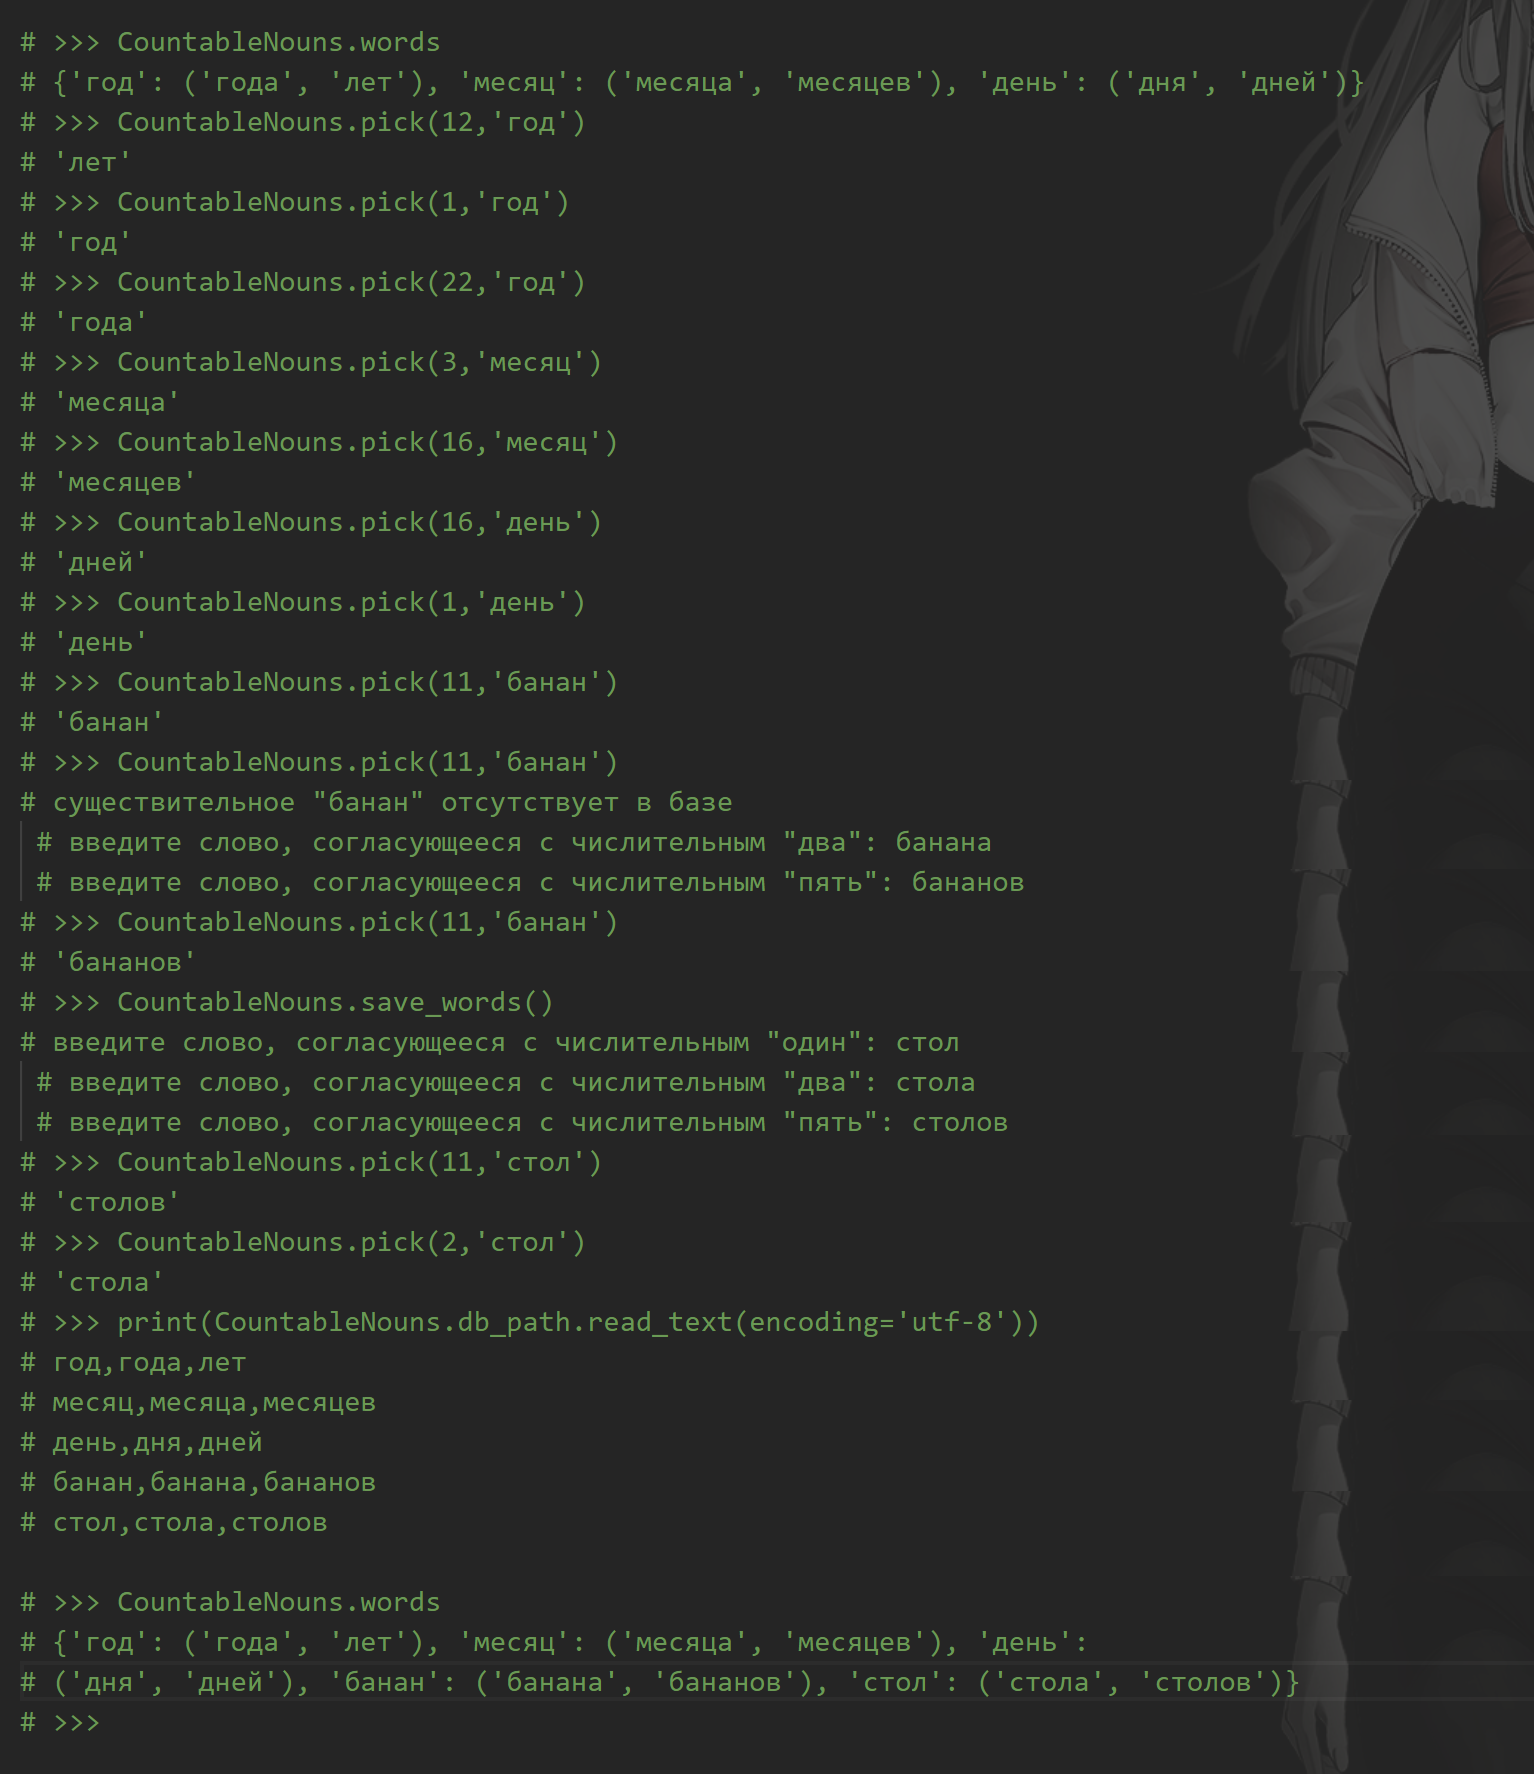 # >>> CountableNouns.words
# {'год': ('года', 'лет'), 'месяц': ('месяца', 'месяцев'), 'день': ('дня', 'дней')}
# >>> CountableNouns.pick(12,'год')
# 'лет'
# >>> CountableNouns.pick(1,'год')
# 'год'
# >>> CountableNouns.pick(22,'год')
# 'года'
# >>> CountableNouns.pick(3,'месяц')
# 'месяца'
# >>> CountableNouns.pick(16,'месяц')
# 'месяцев'
# >>> CountableNouns.pick(16,'день')
# 'дней'
# >>> CountableNouns.pick(1,'день')
# 'день'
# >>> CountableNouns.pick(11,'банан')
# 'банан'
# >>> CountableNouns.pick(11,'банан')
# существительное "банан" отсутствует в базе
# введите слово, согласующееся с числительным "два": банана
# введите слово, согласующееся с числительным "пять": бананов
# >>> CountableNouns.pick(11,'банан')
# 'бананов'
# >>> CountableNouns.save_words()
# введите слово, согласующееся с числительным "один": стол
# введите слово, согласующееся с числительным "два": стола
# введите слово, согласующееся с числительным "пять": столов
# >>> CountableNouns.pick(11,'стол')
# 'столов'
# >>> CountableNouns.pick(2,'стол')
# 'стола'
# >>> print(CountableNouns.db_path.read_text(encoding='utf-8'))
# год,года,лет
# месяц,месяца,месяцев
# день,дня,дней
# банан,банана,бананов
# стол,стола,столов
# >>> CountableNouns.words
# {'год': ('года', 'лет'), 'месяц': ('месяца', 'месяцев'), 'день':
# ('дня', 'дней'), 'банан': ('банана', 'бананов'), 'стол': ('стола', 'столов')}
# >>>